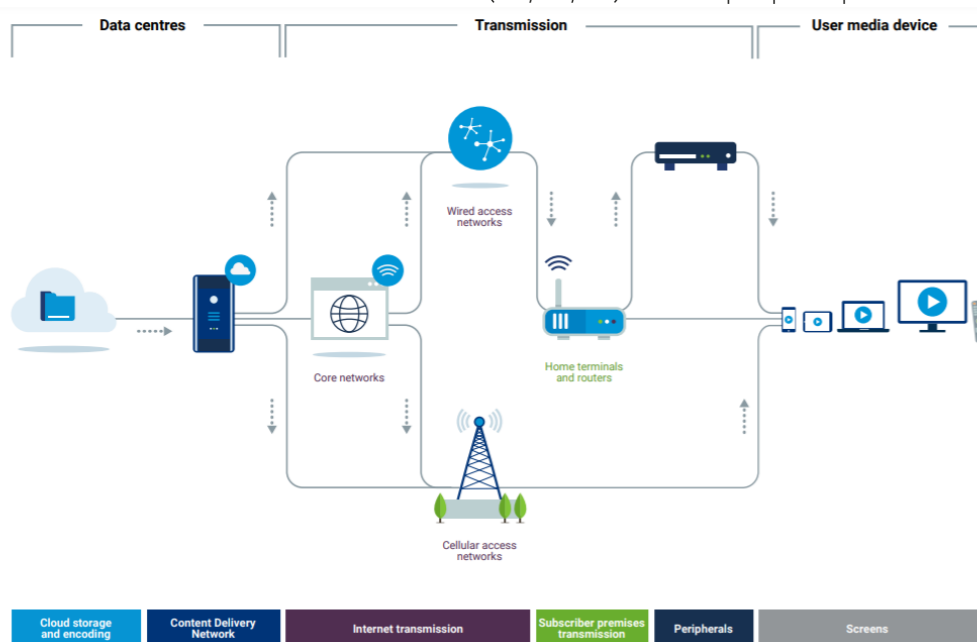 Data centres
Transmission
User media device
Wired access
networks
Core networks
Home terminals
and routers
Cellular access
networks
Cloud storage
and encoding
Content Delivery
Network
Internet transmission
Subscriber premises
transmission
Peripherals
Screens